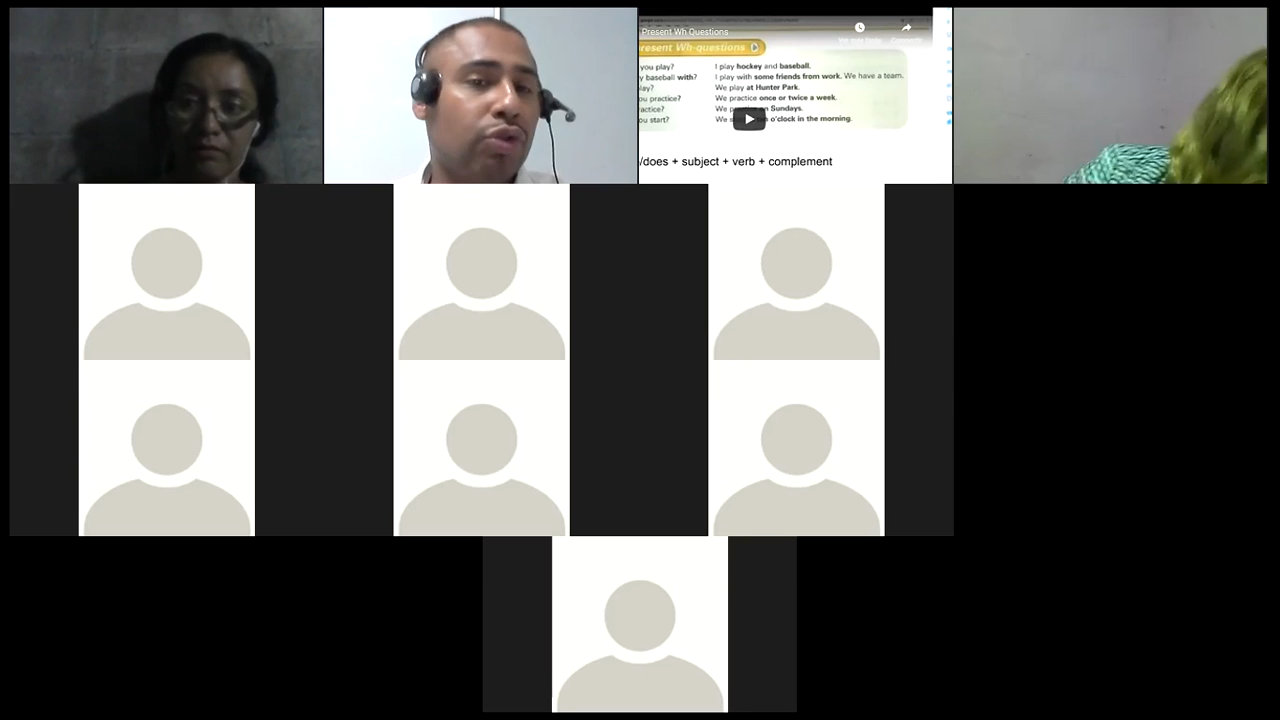 Present Wh Questions
resent Wh-questions
you play? I play hockey and baseball.
y baseball with? I play with some friends from work. We have a team.
lay? We play at Hunter Park.
ou practice? We practice once or twice a week.
actice? We on Sundays.
ou start? We o'clock in the morning.
/does + subject + verb + complement